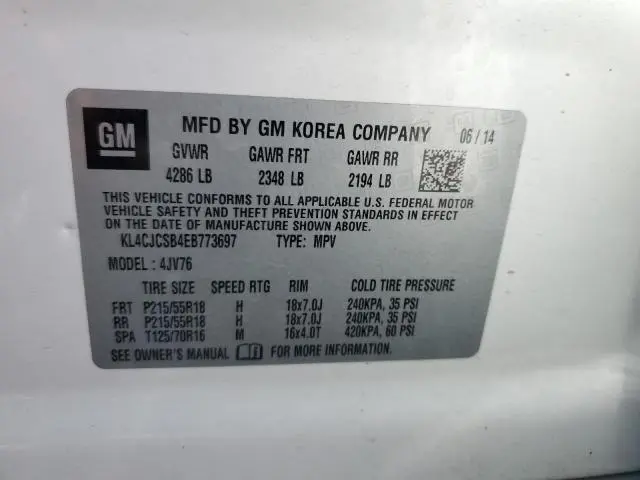 GM MFD BY GM KOREA COMPANY 06/14
GVWR GAWR FRT GAWR RR
4286 LB 2348 LB 2194 LB
THIS VEHICLE CONFORMS TO ALL APPLICABLE U.S. FEDERAL MOTOR
VEHICLE SAFETY AND THEFT PREVENTION STANDARDS IN EFFECT
ON THE DATE OF MANUFACTURE SHOWN ABOVE.
KL4CJCSB4EB773697 TYPE: MPV
MODEL: 4JV76
TIRE SIZE SPEED RTG RIM COLD TIRE PRESSURE
FRT P215/55R18 H 18x7.0J 240KPA, 35 PSI
RR P215/55R18 H 18x7.0J 240KPA, 35 PSI
SPA T125/70R16 M 16x4.0T 420KPA, 60 PSI
SEE OWNER'S MANUAL FOR MORE INFORMATION.